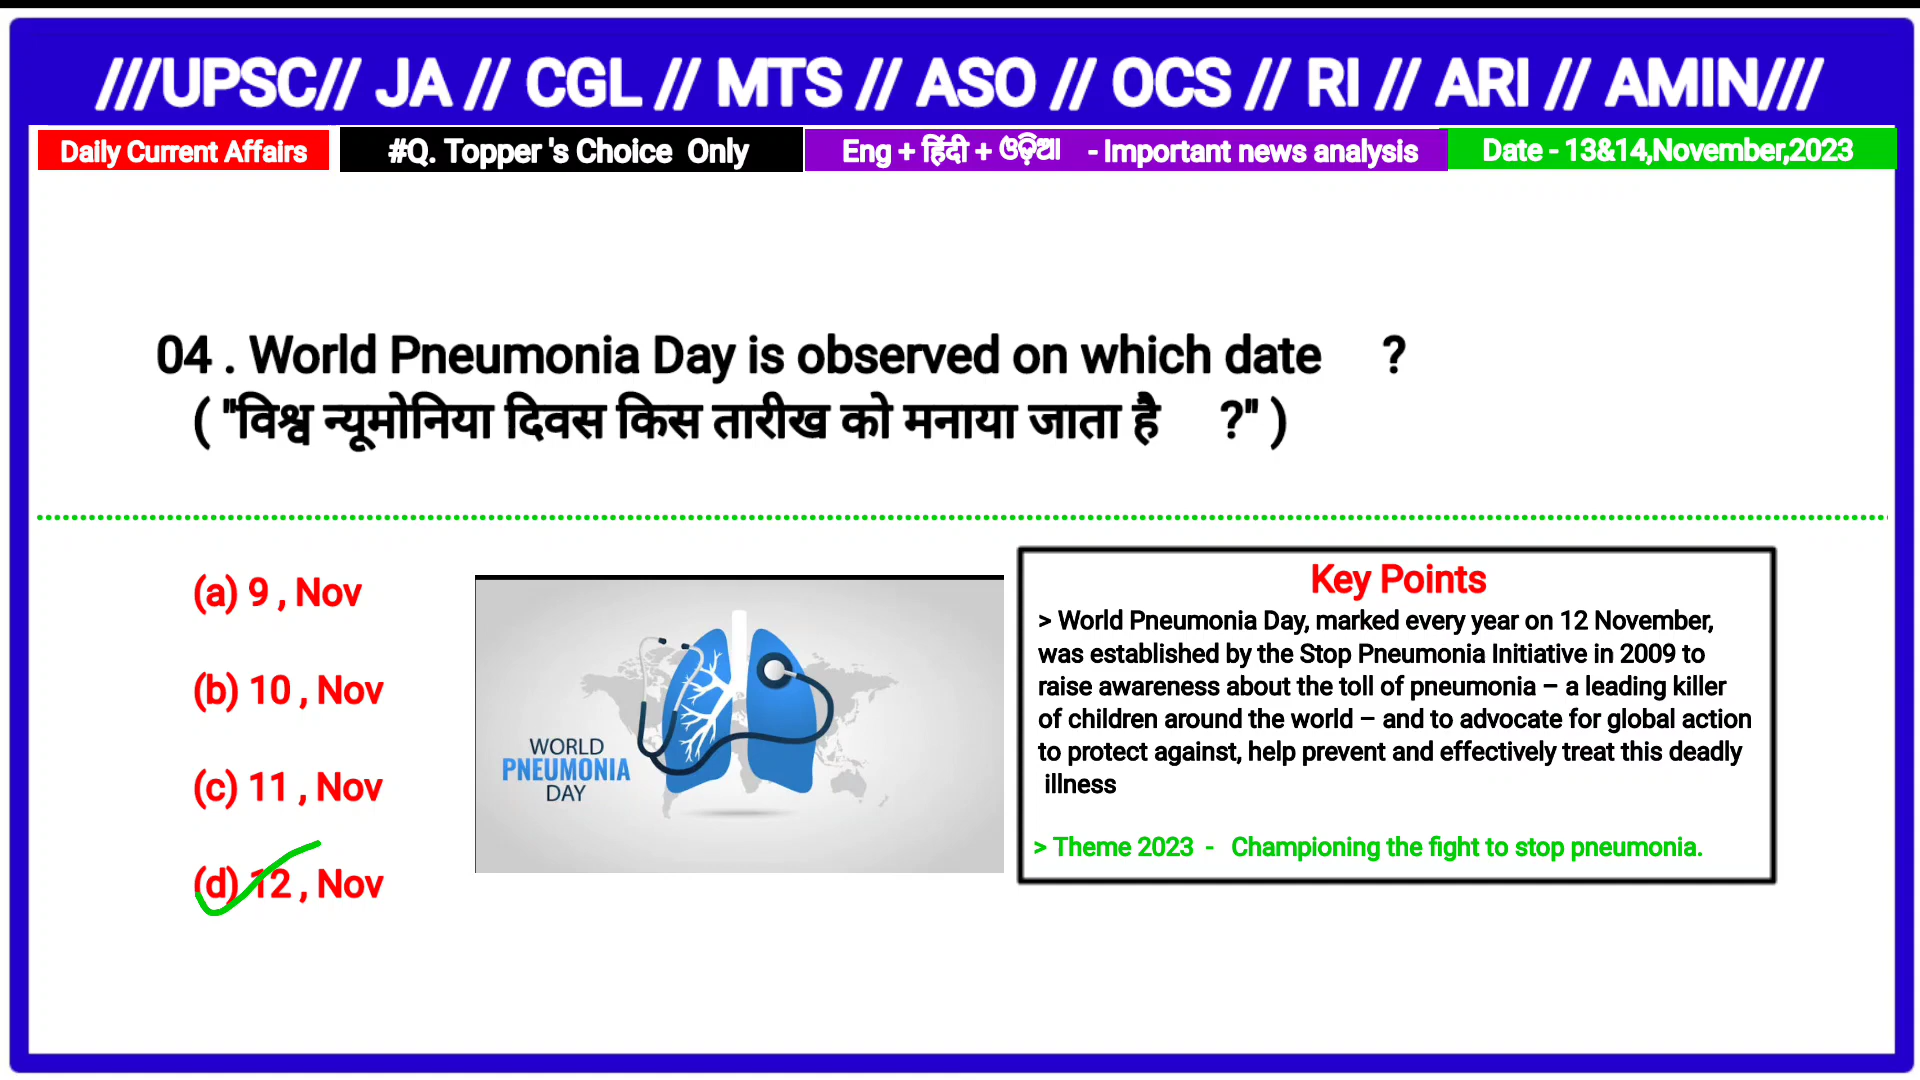 ///UPSC// JA // CGL // MTS // ASO // OCS // RI // ARI // AMIN///
Daily Current Affairs
#Q. Topper 's Choice Only
Eng + हिंदी + ଓଡ଼ିଆ - Important news analysis
Date - 13&14,November,2023
04 . World Pneumonia Day is observed on which date ?
( "विश्व न्यूमोनिया दिवस किस तारीख को मनाया जाता है ?" )
(a) 9 , Nov
(b) 10 , Nov
(c) 11 , Nov
(d) 12 , Nov
WORLD
PNEUMONIA
DAY
Key Points
> World Pneumonia Day, marked every year on 12 November,
was established by the Stop Pneumonia Initiative in 2009 to
raise awareness about the toll of pneumonia – a leading killer
of children around the world – and to advocate for global action
to protect against, help prevent and effectively treat this deadly
illness
> Theme 2023 - Championing the fight to stop pneumonia.